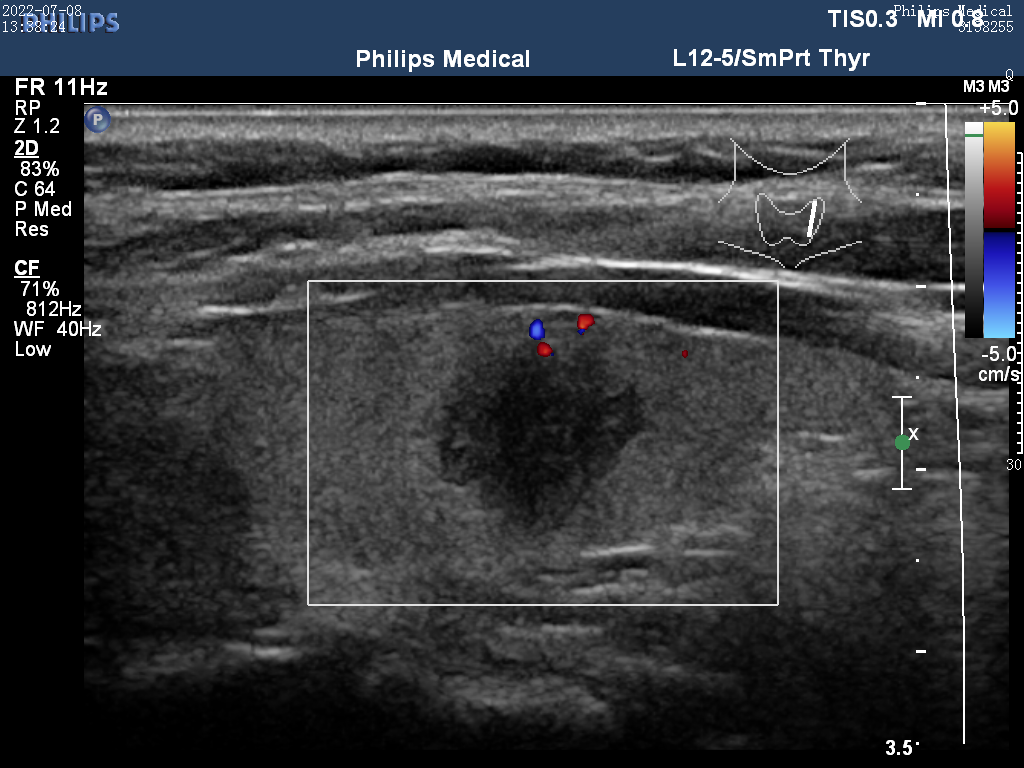 2022-07-08
13:38:24
PHILIPS
TIS0.3 MI 0.8
Philips Medical
Philips Medical
L12-5/SmPrt Thyr
FR 11Hz
RP
Z 1.2
2D
83%
C 64
P Med
Res
CF
71%
812Hz
WF 40Hz
Low
P
Q
M3 M3
+5.0
-5.0
cm/s
X
30
3.5